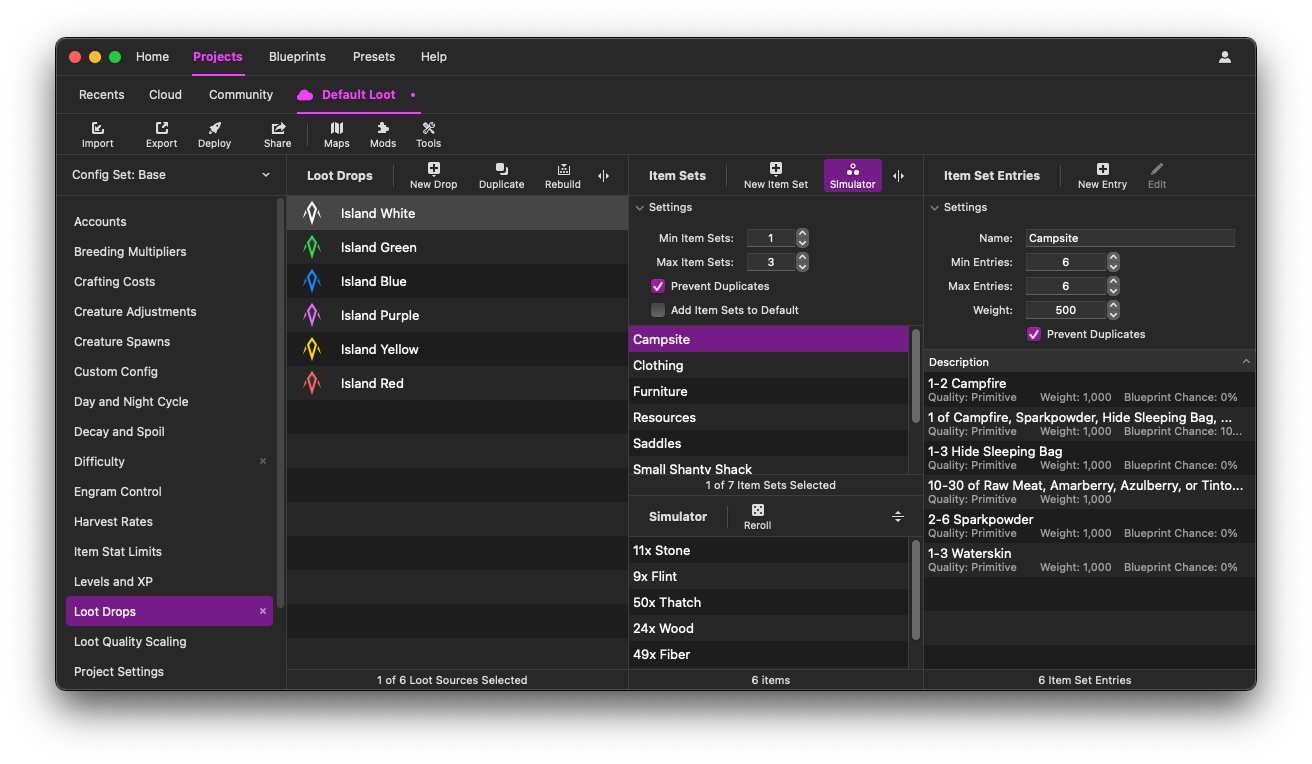 Home Projects Blueprints Presets Help
Recents Cloud Community Default Loot •
Import Export Deploy Share Maps Mods Tools
Config Set: Base
Accounts
Breeding Multipliers
Crafting Costs
Creature Adjustments
Creature Spawns
Custom Config
Day and Night Cycle
Decay and Spoil
Difficulty
Engram Control
Harvest Rates
Item Stat Limits
Levels and XP
Loot Drops
Loot Quality Scaling
Project Settings
Loot Drops New Drop Duplicate Rebuild
Island White
Island Green
Island Blue
Island Purple
Island Yellow
Island Red
1 of 6 Loot Sources Selected
Item Sets New Item Set Simulator
Settings
Min Item Sets: 1
Max Item Sets: 3
Prevent Duplicates
Add Item Sets to Default
Campsite
Clothing
Furniture
Resources
Saddles
Small Shanty Shack
1 of 7 Item Sets Selected
Simulator Reroll
11x Stone
9x Flint
50x Thatch
24x Wood
49x Fiber
6 items
Item Set Entries New Entry Edit
Settings
Name: Campsite
Min Entries: 6
Max Entries: 6
Weight: 500
Prevent Duplicates
Description
1-2 Campfire
Quality: Primitive Weight: 1,000 Blueprint Chance: 0%
1 of Campfire, Sparkpowder, Hide Sleeping Bag, ...
Quality: Primitive Weight: 1,000 Blueprint Chance: 10...
1-3 Hide Sleeping Bag
Quality: Primitive Weight: 1,000 Blueprint Chance: 0%
10-30 of Raw Meat, Amarberry, Azulberry, or Tinto...
Quality: Primitive Weight: 1,000
2-6 Sparkpowder
Quality: Primitive Weight: 1,000 Blueprint Chance: 0%
1-3 Waterskin
Quality: Primitive Weight: 1,000 Blueprint Chance: 0%
6 Item Set Entries